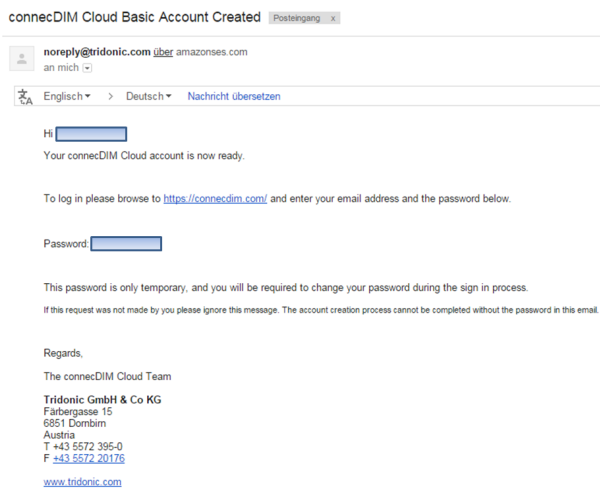 connecDIM Cloud Basic Account Created Posteingang x
noreply@tridonic.com über amazonses.com
an mich
Englisch > Deutsch Nachricht übersetzen
Hi
Your connecDIM Cloud account is now ready.
To log in please browse to https://connecdim.com/ and enter your email address and the password below.
Password:
This password is only temporary, and you will be required to change your password during the sign in process.
If this request was not made by you please ignore this message. The account creation process cannot be completed without the password in this email.
Regards,
The connecDIM Cloud Team
Tridonic GmbH & Co KG
Färbergasse 15
6851 Dornbirn
Austria
T +43 5572 395-0
F +43 5572 20176
www.tridonic.com